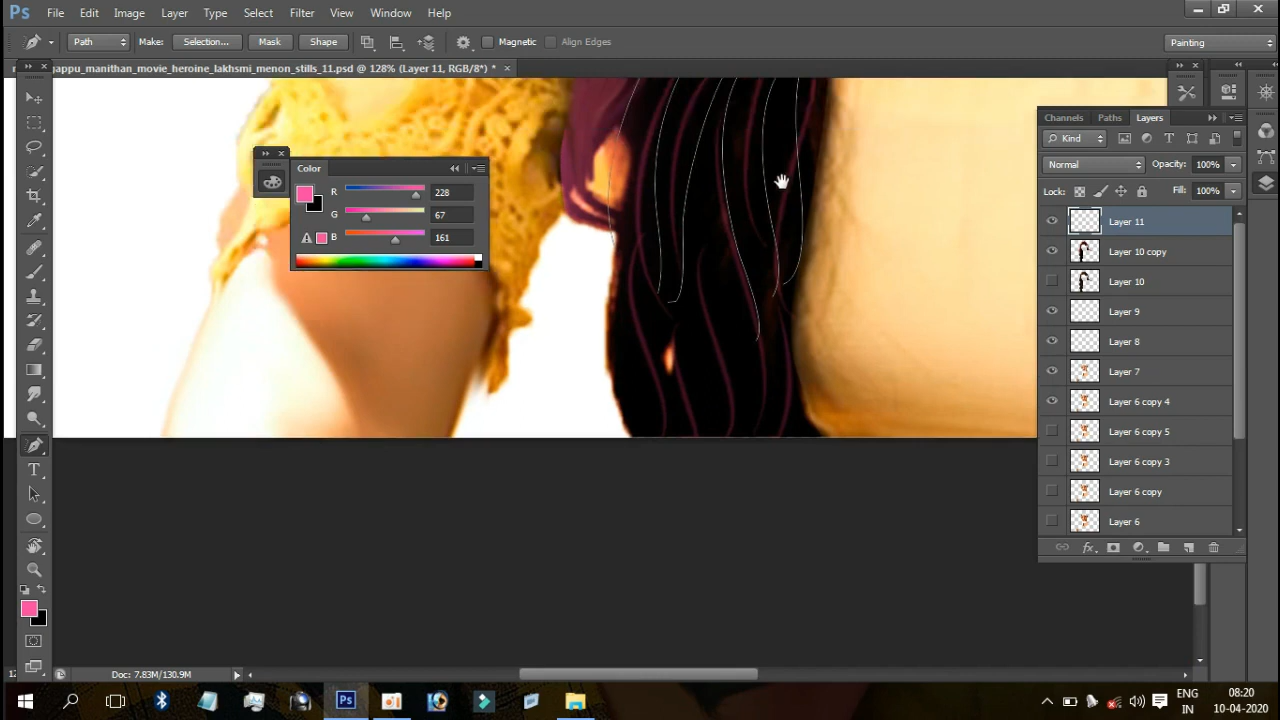 Ps File Edit Image Layer Type Select Filter View Window Help
Path Make: Selection... Mask Shape Magnetic Align Edges Painting
gappu_manithan_movie_heroine_lakhsmi_menon_stills_11.psd @ 128% (Layer 11, RGB/8*) *
Channels Paths Layers
Kind
Normal Opacity: 100%
Lock: Fill: 100%
Color
R 228
G 67
B 161
Layer 11
Layer 10 copy
Layer 10
Layer 9
Layer 8
Layer 7
Layer 6 copy 4
Layer 6 copy 5
Layer 6 copy 3
Layer 6 copy
Layer 6
fx
T
Doc: 7.83M/130.9M
Ps
ENG
IN
08:20
10-04-2020